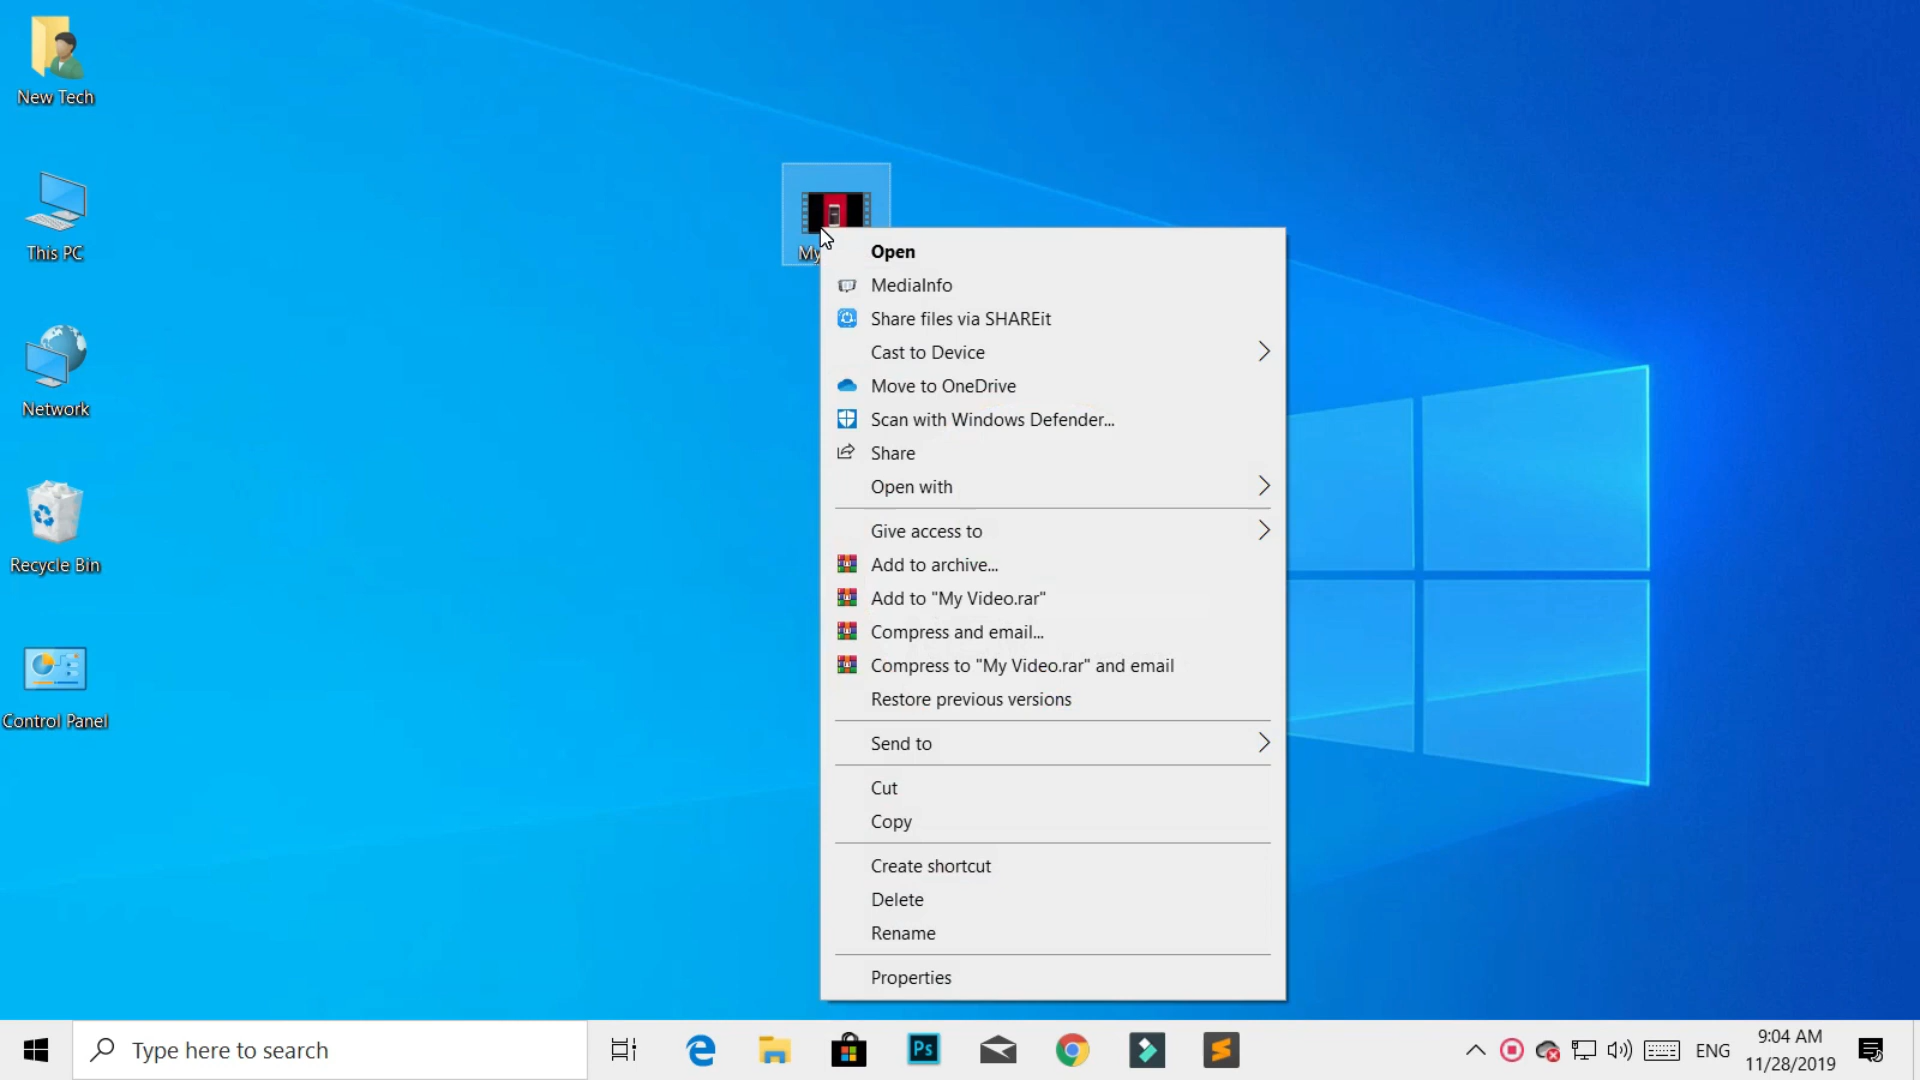 New Tech
This PC
Network
Recycle Bin
Control Panel
My
Open
MediaInfo
Share files via SHAREit
Cast to Device
Move to OneDrive
Scan with Windows Defender...
Share
Open with
Give access to
Add to archive...
Add to "My Video.rar"
Compress and email...
Compress to "My Video.rar" and email
Restore previous versions
Send to
Cut
Copy
Create shortcut
Delete
Rename
Properties
Type here to search
Ps
ENG
9:04 AM
11/28/2019